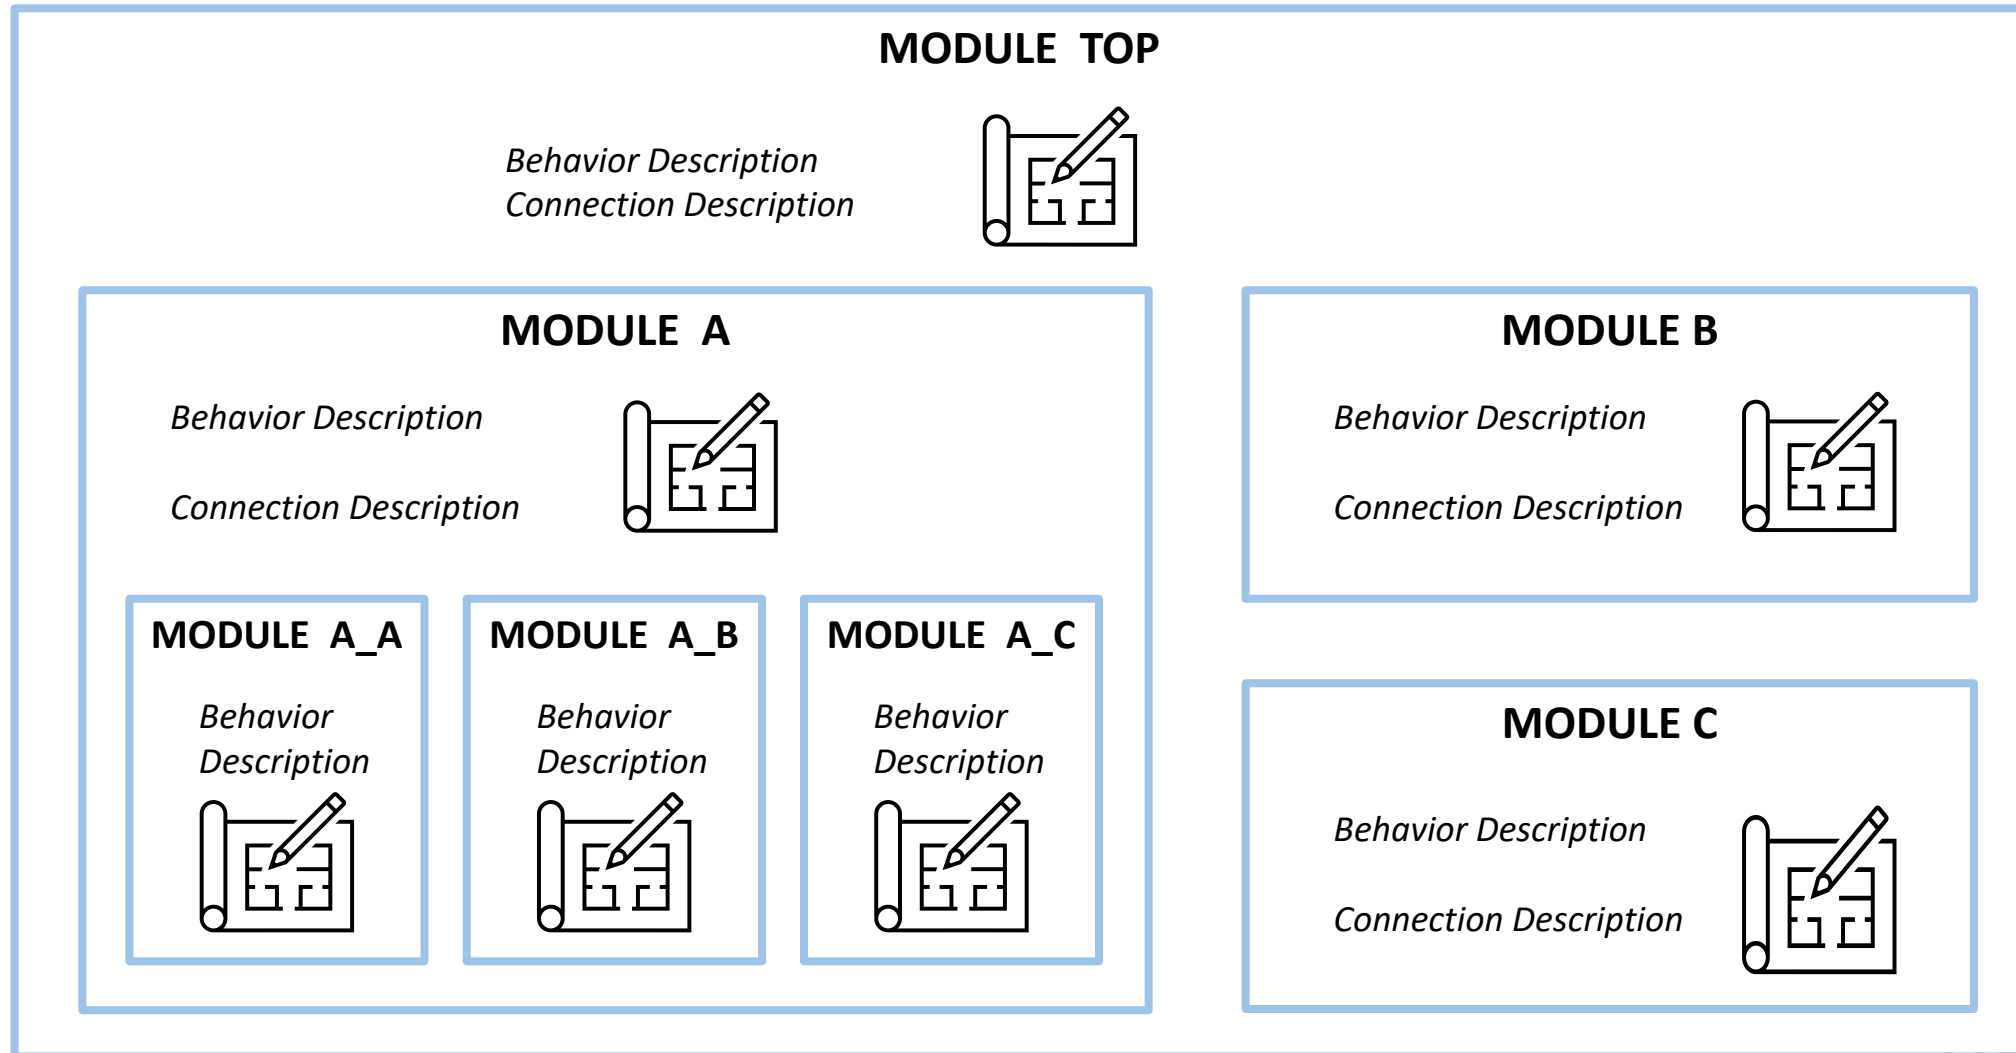 MODULE TOP
Behavior Description
Connection Description
MODULE A
Behavior Description
Connection Description
MODULE A_A
Behavior
Description
MODULE A_B
Behavior
Description
MODULE A_C
Behavior
Description
MODULE B
Behavior Description
Connection Description
MODULE C
Behavior Description
Connection Description